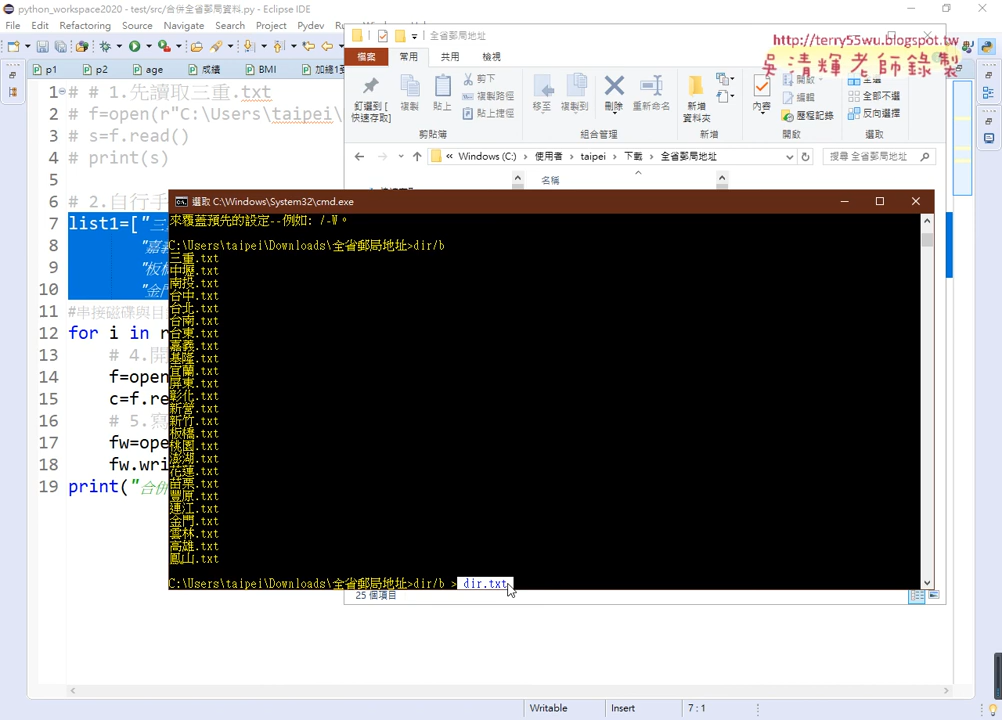 python_workspace2020 - test/src/合併全省郵局資料.py - Eclipse IDE
File Edit Refactoring Source Navigate Search Project Pydev
p1 p2 age 成績 BMI
全省郵局地址
http://terry55wu.blogspot.tw
吳清輝老師錄製
檔案 常用 共用 檢視
釘選到 [快速存取] 複製 貼上 剪下 複製路徑 貼上捷徑
移至 複製到 刪除 重新命名 新增資料夾 內容 編輯 歷程記錄 全部不選 反向選擇
剪貼簿 組合管理 新增 開啟 選取
« Windows (C:) › 使用者 › taipei › 下載 › 全省郵局地址
搜尋 全省郵局地址
名稱
1 # # 1.先讀取三重.txt
2 # f=open(r"C:\Users\taipei\
3 # s=f.read()
4 # print(s)
5
6 # 2.自行手
7 list1=["三
8 "嘉義
9 "板橋
10 "金門
11 #串接磁碟與目
12 for i in r
13 # 4.開
14 f=open
15 c=f.re
16 # 5.寫
17 fw=ope
18 fw.wri
19 print("合併
選取 C:\Windows\System32\cmd.exe
來覆蓋預先的設定--例如: /-W。
C:\Users\taipei\Downloads\全省郵局地址>dir/b
三重.txt
中壢.txt
南投.txt
台中.txt
台北.txt
台南.txt
台東.txt
嘉義.txt
基隆.txt
宜蘭.txt
屏東.txt
彰化.txt
新營.txt
新竹.txt
板橋.txt
桃園.txt
澎湖.txt
花蓮.txt
苗栗.txt
豐原.txt
連江.txt
金門.txt
雲林.txt
高雄.txt
鳳山.txt
C:\Users\taipei\Downloads\全省郵局地址>dir/b > dir.txt
25 個項目
Writable Insert 7 : 1